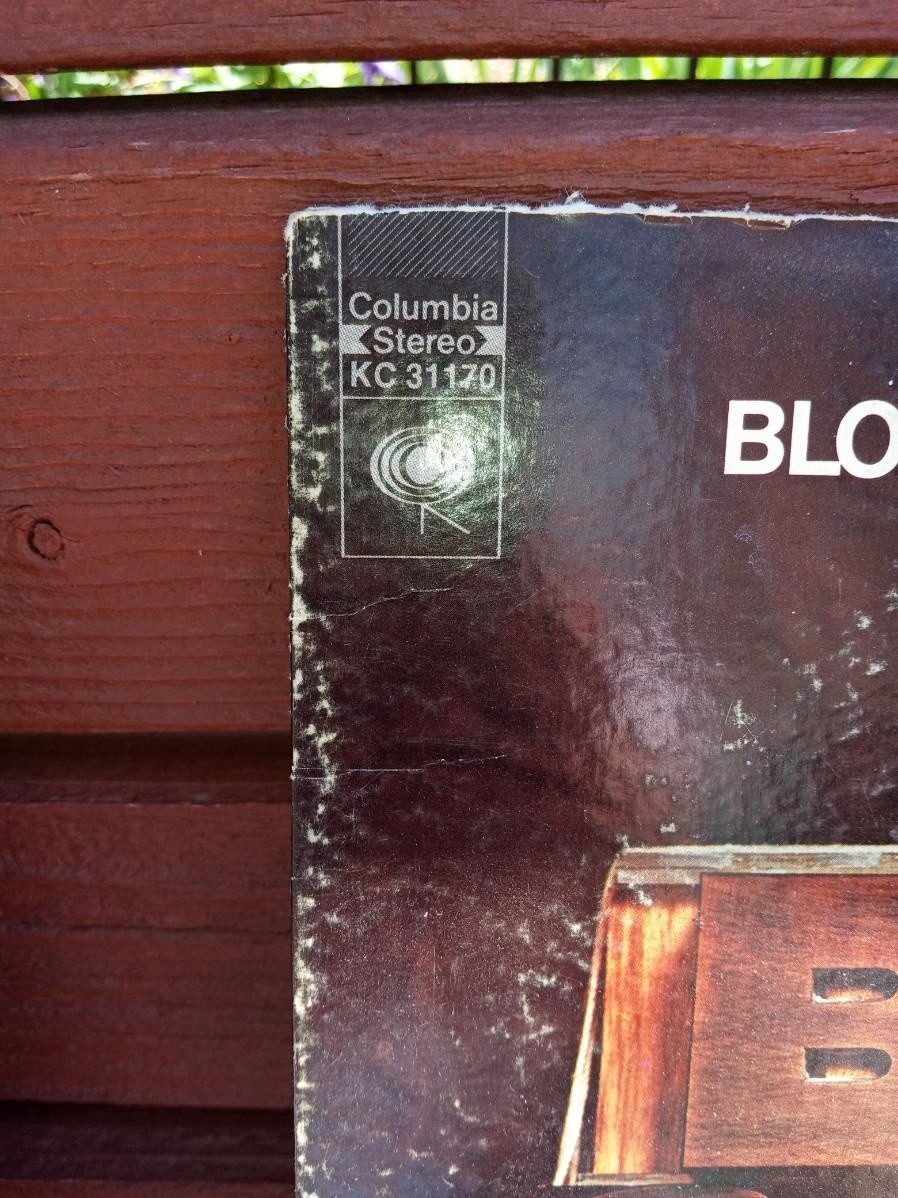 Columbia
Stereo
KC 31170
BLO